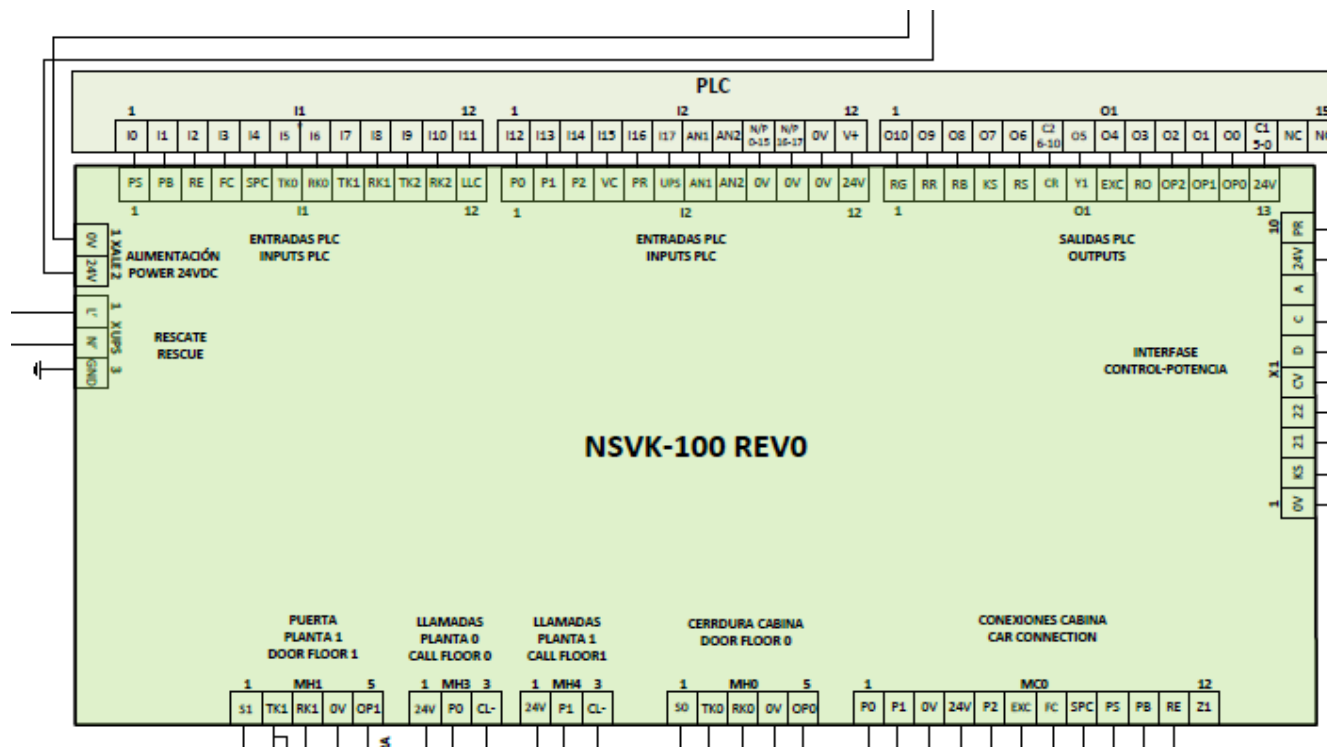 PLC
1 I1 12 1 I2 12 1 O1 15
I0 I1 I2 I3 I4 I5 I6 I7 I8 I9 I10 I11 I12 I13 I14 I15 I16 I17 AN1 AN2 N/P 0-15 N/P 16-17 0V V+ O10 O9 O8 O7 O6 C2 6-10 O5 O4 O3 O2 O1 O0 C1 5-0 NC
PS PB RE FC SPC TK0 RK0 TK1 RK1 TK2 RK2 LLC P0 P1 P2 VC PR UPS AN1 AN2 0V 0V 0V 24V RG RR RB KS RS CR Y1 EXC RO OP2 OP1 OP0 24V
1 I1 12 1 I2 12 1 O1 13
0V 24V
1 XALE 2
ALIMENTACIÓN
POWER 24VDC
ENTRADAS PLC
INPUTS PLC
ENTRADAS PLC
INPUTS PLC
SALIDAS PLC
OUTPUTS
L' N' GND
1 XUPS 3
RESCATE
RESCUE
INTERFASE
CONTROL-POTENCIA
10 X1 1
PR
24V
A
C
D
CV
22
21
KS
0V
NSVK-100 REV0
PUERTA
PLANTA 1
DOOR FLOOR 1
LLAMADAS
PLANTA 0
CALL FLOOR 0
LLAMADAS
PLANTA 1
CALL FLOOR1
CERRDURA CABINA
DOOR FLOOR 0
CONEXIONES CABINA
CAR CONNECTION
1 MH1 5 1 MH3 3 1 MH4 3 1 MH0 5 1 MC0 12
S1 TK1 RK1 0V OP1 24V P0 CL- 24V P1 CL- S0 TK0 RK0 0V OP0 P0 P1 0V 24V P2 EXC FC SPC PS PB RE Z1